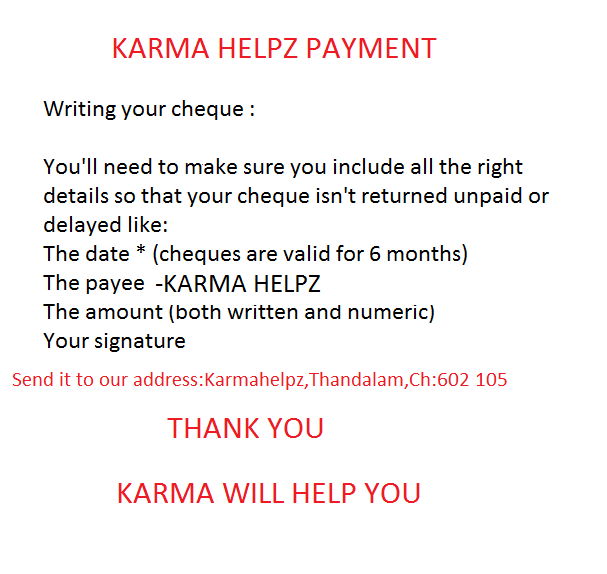 KARMA HELPZ PAYMENT
Writing your cheque :
You'll need to make sure you include all the right
details so that your cheque isn't returned unpaid or
delayed like:
The date * (cheques are valid for 6 months)
The payee -KARMA HELPZ
The amount (both written and numeric)
Your signature
Send it to our address:Karmahelpz,Thandalam,Ch:602 105
THANK YOU
KARMA WILL HELP YOU